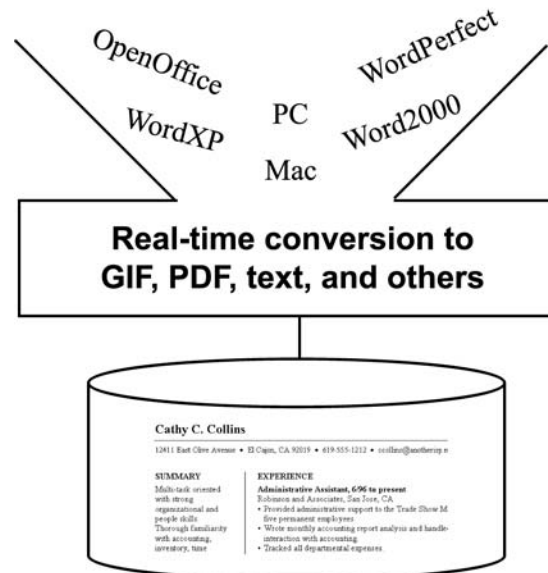 OpenOffice
WordPerfect
WordXP
PC
Word2000
Mac
Real-time conversion to
GIF, PDF, text, and others
Cathy C. Collins
12411 East Olive Avenue • El Cajon, CA 92019 • 619-555-1212 • ccollins@anotherisp.n
SUMMARY
Multi-task oriented
with strong
organizational and
people skills
Thorough familiarity
with accounting,
inventory, time
EXPERIENCE
Administrative Assistant, 6/96 to present
Robinson and Associates, San Jose, CA
• Provided administrative support to the Trade Show M
five permanent employees
• Wrote monthly accounting report analysis and handle
interaction with accounting
• Tracked all departmental expenses